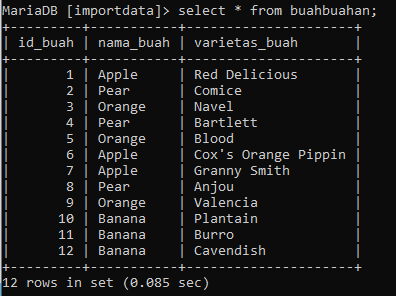 MariaDB [importdata]> select * from buahbuahan;
+---------+-----------+----------------------+
| id_buah | nama_buah | varietas_buah        |
+---------+-----------+----------------------+
|       1 | Apple     | Red Delicious        |
|       2 | Pear      | Comice               |
|       3 | Orange    | Navel                |
|       4 | Pear      | Bartlett             |
|       5 | Orange    | Blood                |
|       6 | Apple     | Cox's Orange Pippin  |
|       7 | Apple     | Granny Smith         |
|       8 | Pear      | Anjou                |
|       9 | Orange    | Valencia             |
|      10 | Banana    | Plantain             |
|      11 | Banana    | Burro                |
|      12 | Banana    | Cavendish            |
+---------+-----------+----------------------+
12 rows in set (0.085 sec)